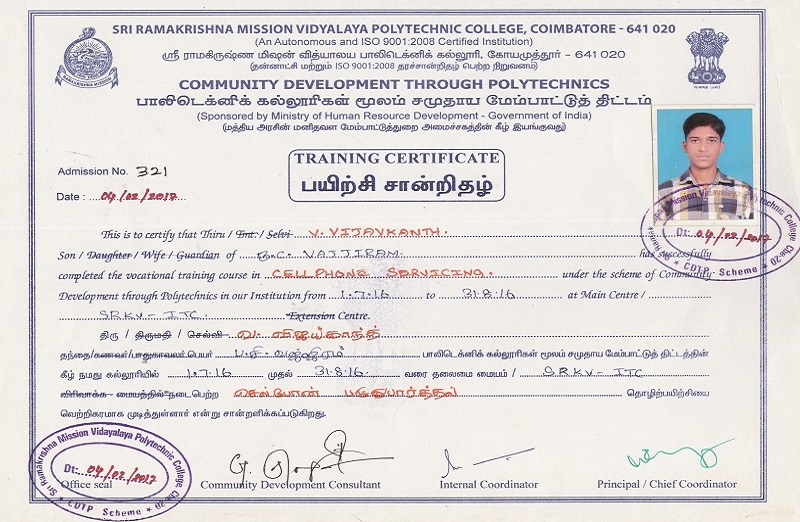 SRI RAMAKRISHNA MISSION VIDYALAYA POLYTECHNIC COLLEGE, COIMBATORE - 641 020
(An Autonomous and ISO 9001:2008 Certified Institution)
ஸ்ரீ ராமகிருஷ்ண மிஷன் வித்யாலய பாலிடெக்னிக் கல்லூரி, கோயமுத்தூர் - 641 020
(தன்னாட்சி மற்றும் ISO 9001:2008 தரச்சான்றிதழ் பெற்ற நிறுவனம்)
COMMUNITY DEVELOPMENT THROUGH POLYTECHNICS
பாலிடெக்னிக் கல்லூரிகள் மூலம் சமுதாய மேம்பாட்டுத் திட்டம்
(Sponsored by Ministry of Human Resource Development - Government of India)
(மத்திய அரசின் மனிதவள மேம்பாட்டுத்துறை அமைச்சகத்தின் கீழ் இயங்குவது)
TRAINING CERTIFICATE
பயிற்சி சான்றிதழ்
Admission No. 321
Date : 04/02/2017
This is to certify that Thiru / Tmt. / Selvi V. VIJAYKANTH.
Son / Daughter / Wife / Guardian of B.C. VAJJIRAM. has successfully
completed the vocational training course in CELLPHONE SERVICING. under the scheme of Community
Development through Polytechnics in our Institution from 1.7.16 to 31.8.16 at Main Centre /
SRKV - ITC Extension Centre.
திரு / திருமதி / செல்வி வ. விஜய்காந்த்
தந்தை/கணவர்/பாதுகாவலர்பெயர் ப.சி. வஜ்ஜிரம் பாலிடெக்னிக் கல்லூரிகள் மூலம் சமுதாய மேம்பாட்டுத் திட்டத்தின்
கீழ் நமது கல்லூரியில் 1.7.16 முதல் 31.8.16 வரை தலைமை மையம் / SRKV - ITC
விரிவாக்க மையத்தில் நடைபெற்ற செல்போன் பழுதுபார்த்தல் தொழிற்பயிற்சியை
வெற்றிகரமாக முடித்துள்ளார் என்று சான்றளிக்கப்படுகிறது.
Sri Ramakrishna Mission Vidyalaya Polytechnic College Cbe-20
Dt: 04/02/2017
CDTP Scheme
Dt: 04/02/2017
CDTP Scheme
Office seal
Community Development Consultant
Internal Coordinator
Principal / Chief Coordinator